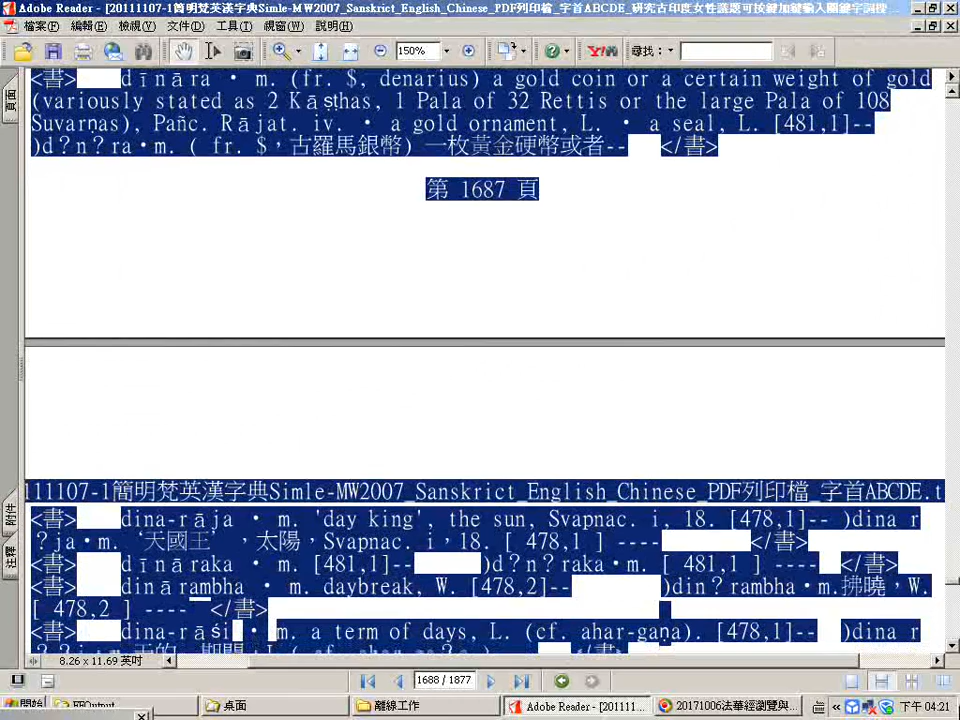 Adobe Reader - [20111107-1簡明梵英漢字典Simle-MW2007_Sanskrict_English_Chinese_PDF列印檔_字首ABCDE_研究古印度女性議題可按鍵加鍵輸入關鍵字詞搜
檔案(F) 編輯(E) 檢視(V) 文件(D) 工具(T) 視窗(W) 說明(H)
150% Y! 尋找:
頁面
<書> dīnāra • m. (fr. $, denarius) a gold coin or a certain weight of gold
(variously stated as 2 Kāṣṭhas, 1 Pala of 32 Rettis or the large Pala of 108
Suvarṇas), Pañc. Rājat. iv. • a gold ornament, L. • a seal, L. [481,1]--
)d?n?ra•m. ( fr. $，古羅馬銀幣) 一枚黃金硬幣或者-- </書>
第 1687 頁
111107-1簡明梵英漢字典Simle-MW2007_Sanskrict_English_Chinese_PDF列印檔_字首ABCDE.t
附件
<書> dina-rāja • m. 'day king', the sun, Svapnac. i, 18. [478,1]-- )dina r
?ja•m.‘天國王’，太陽，Svapnac. i，18. [ 478,1 ] ---- </書>
注釋
<書> dīnāraka • m. [481,1]-- )d?n?raka•m. [ 481,1 ] ---- </書>
<書> dinārambha • m. daybreak, W. [478,2]-- )din?rambha•m.拂曉，W.
[ 478,2 ] ---- </書>
<書> dina-rāśi • m. a term of days, L. (cf. ahar-gaṇa). [478,1]-- )dina r
8.26 x 11.69 英吋
1688 / 1877
開始 FFOutput 桌面 離線工作 Adobe Reader - [201111... 20171006法華經瀏覽與... 下午 04:21